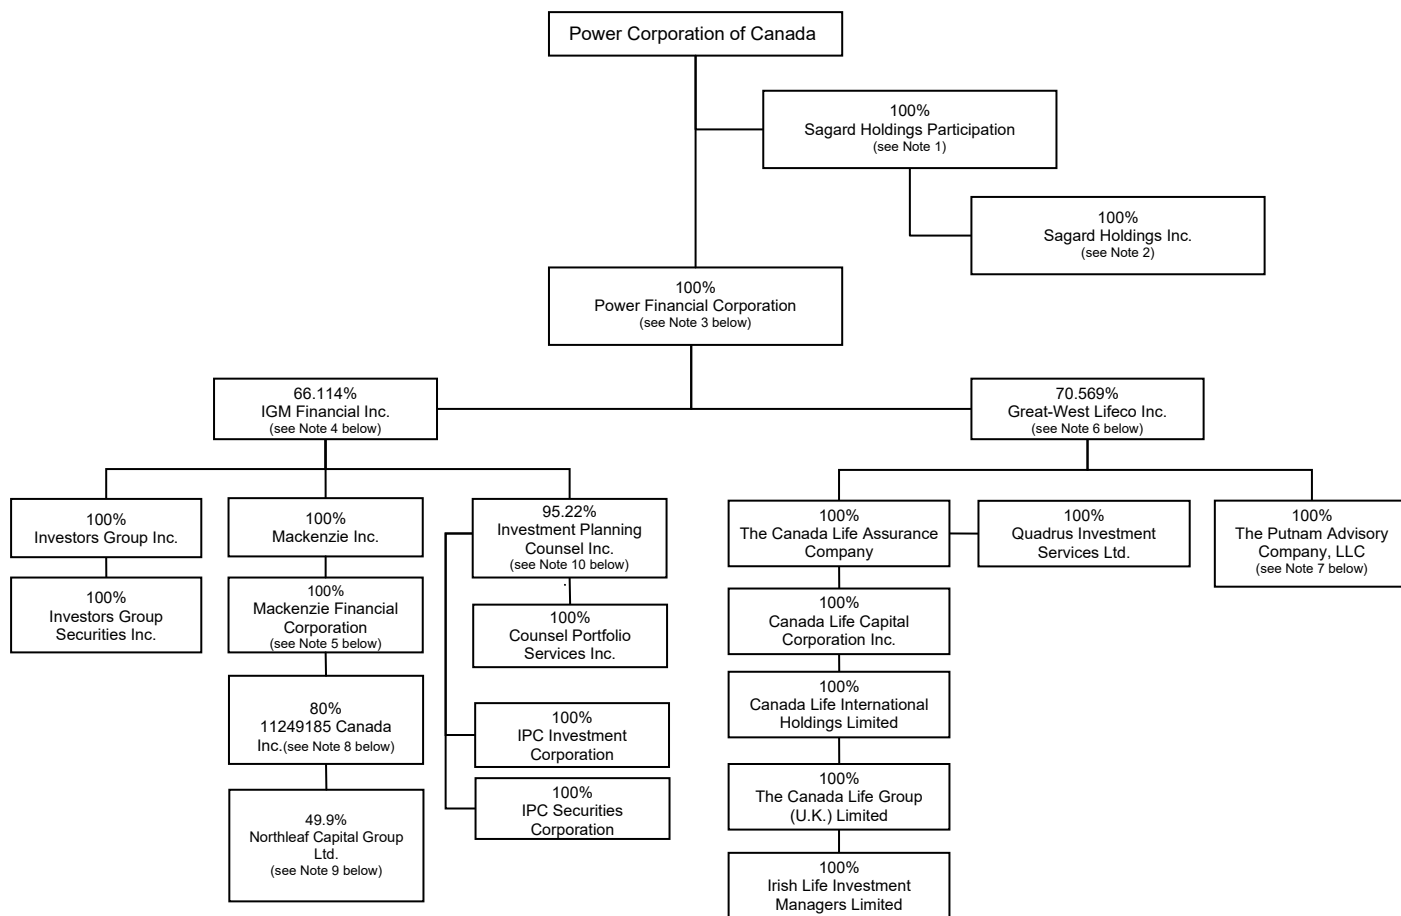 Power Corporation of Canada
100%
Sagard Holdings Participation
(see Note 1)
100%
Sagard Holdings Inc.
(see Note 2)
100%
Power Financial Corporation
(see Note 3 below)
66.114%
IGM Financial Inc.
(see Note 4 below)
70.569%
Great-West Lifeco Inc.
(see Note 6 below)
100%
Investors Group Inc.
100%
Investors Group
Securities Inc.
100%
Mackenzie Inc.
100%
Mackenzie Financial
Corporation
(see Note 5 below)
80%
11249185 Canada
Inc.(see Note 8 below)
49.9%
Northleaf Capital Group
Ltd.
(see Note 9 below)
95.22%
Investment Planning
Counsel Inc.
(see Note 10 below)
.
100%
Counsel Portfolio
Services Inc.
100%
IPC Investment
Corporation
100%
IPC Securities
Corporation
100%
The Canada Life Assurance
Company
100%
Quadrus Investment
Services Ltd.
100%
The Putnam Advisory
Company, LLC
(see Note 7 below)
100%
Canada Life Capital
Corporation Inc.
100%
Canada Life International
Holdings Limited
100%
The Canada Life Group
(U.K.) Limited
100%
Irish Life Investment
Managers Limited